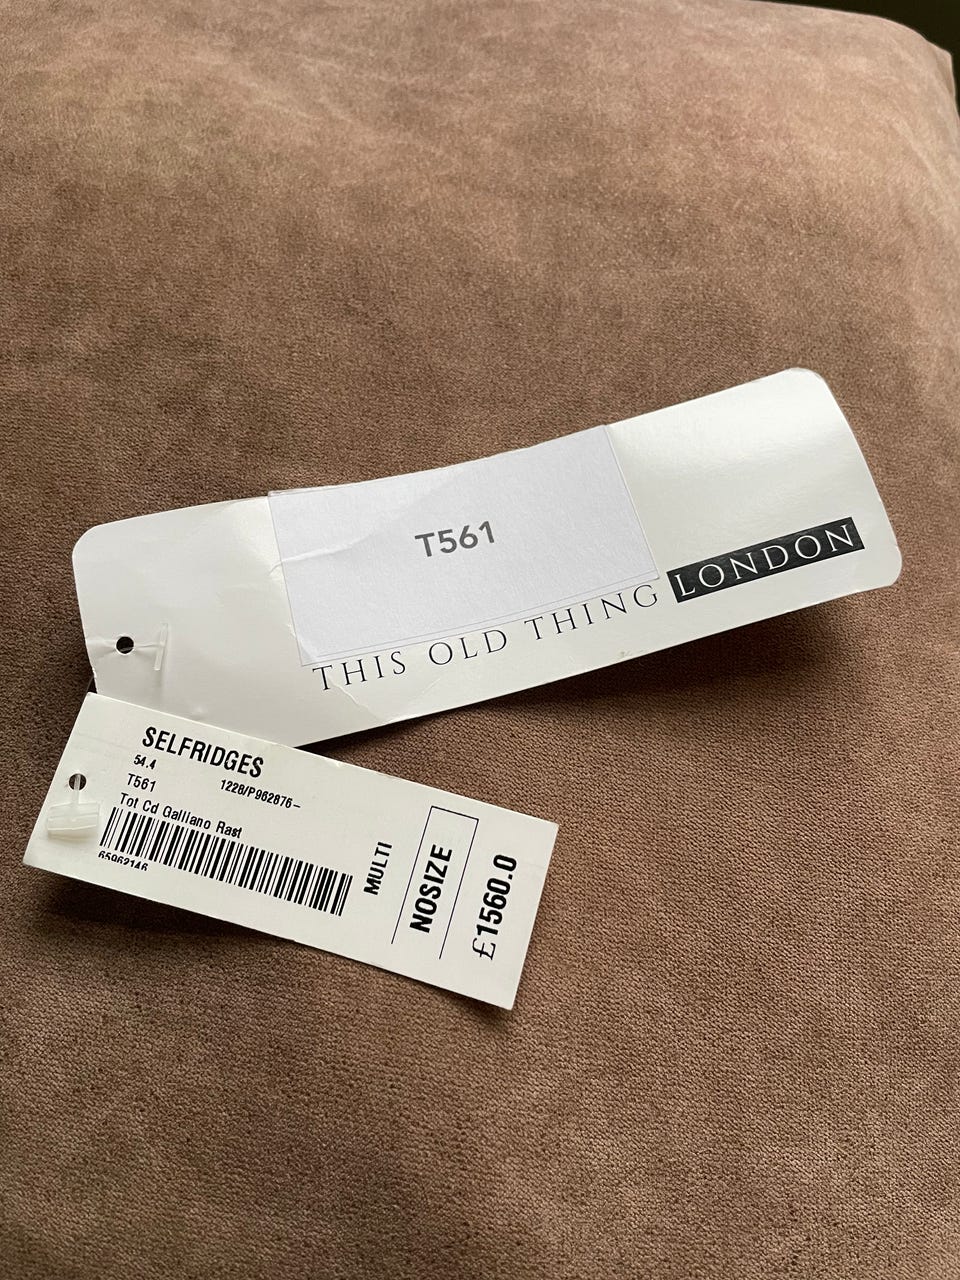 T561
THIS OLD THING LONDON
SELFRIDGES
54.4
T561 1228/P962876-
Tot Cd Galliano Rast
65962146
MULTI
NOSIZE
£1560.0